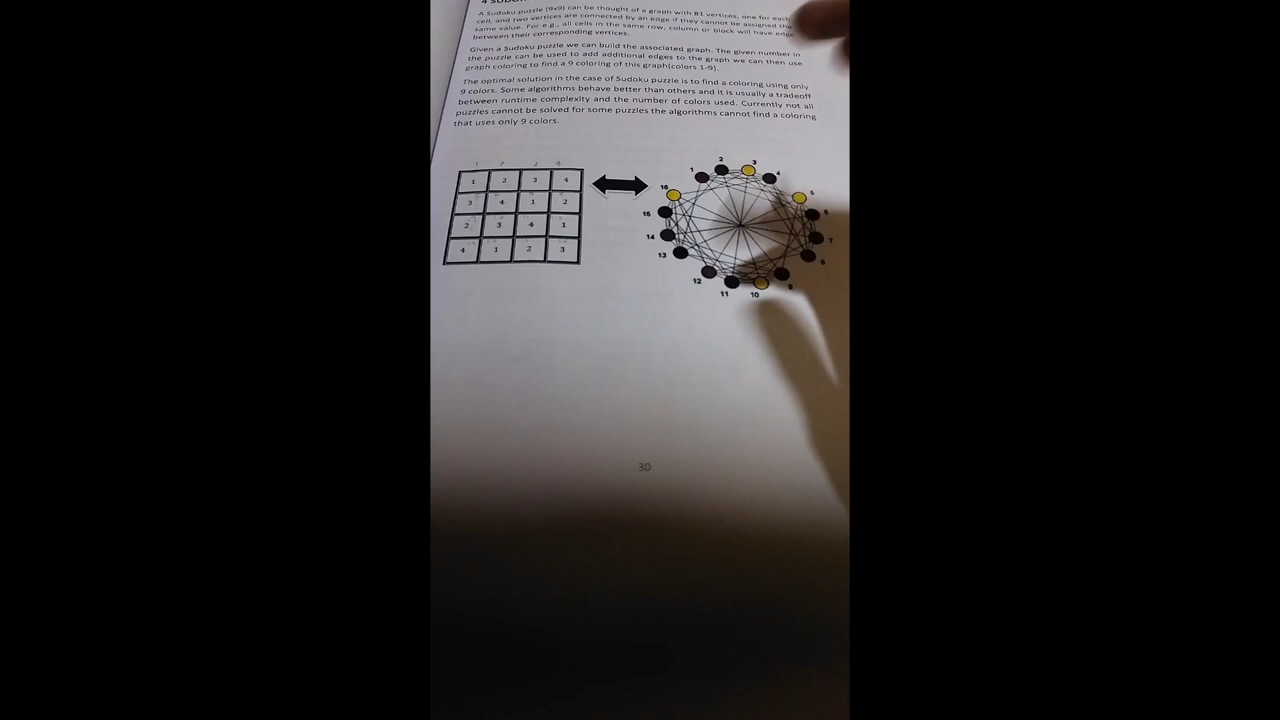 4 SUDO
A Sudoku puzzle (9x9) can be thought of a graph with 81 vertices, one for each
cell, and two vertices are connected by an edge if they cannot be assigned the
same value. For e.g., all cells in the same row, column or block will have edge
between their corresponding vertices.
Given a Sudoku puzzle we can build the associated graph. The given number in
the puzzle can be used to add additional edges to the graph we can then use
graph coloring to find a 9 coloring of this graph(colors 1-9).
The optimal solution in the case of Sudoku puzzle is to find a coloring using only
9 colors. Some algorithms behave better than others and it is usually a tradeoff
between runtime complexity and the number of colors used. Currently not all
puzzles cannot be solved for some puzzles the algorithms cannot find a coloring
that uses only 9 colors.
1 2 3 4
3 4 1 2
2 3 4 1
4 1 2 3
1 2 3 4 5 6 7 8 9 10 11 12 13 14 15 16
30